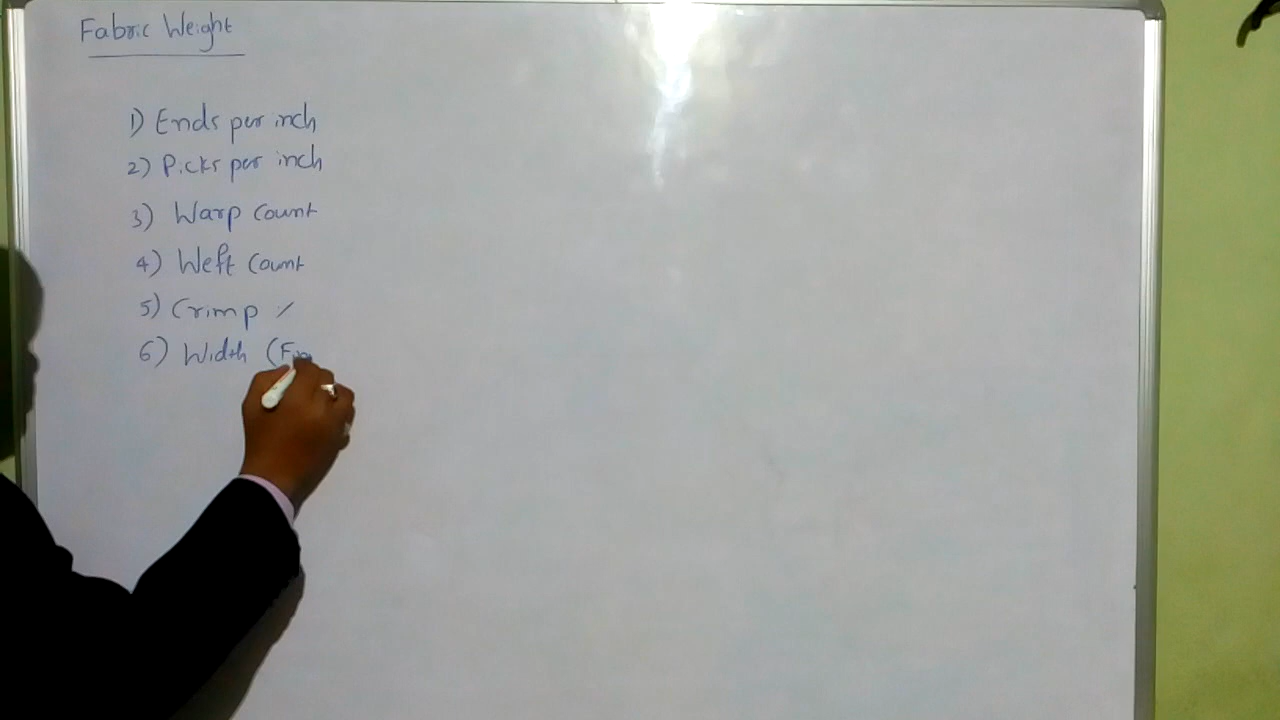 Fabric Weight
1) Ends per inch
2) Picks per inch
3) Warp Count
4) Weft Count
5) Crimp %
6) Width